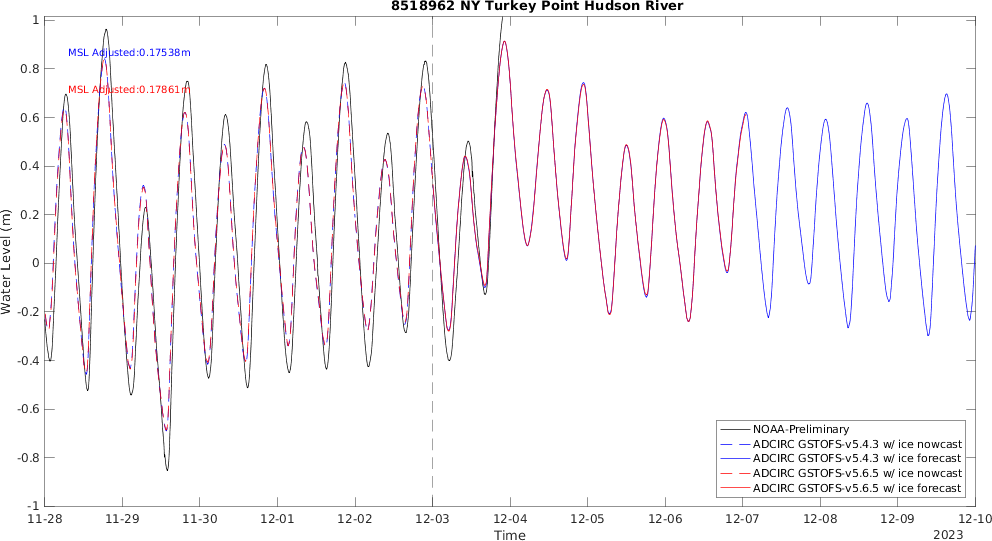 8518962 NY Turkey Point Hudson River
MSL Adjusted:0.17538m
MSL Adjusted:0.17861m
Water Level (m)
1
0.8
0.6
0.4
0.2
0
-0.2
-0.4
-0.6
-0.8
-1
NOAA-Preliminary
ADCIRC GSTOFS-v5.4.3 w/ ice nowcast
ADCIRC GSTOFS-v5.4.3 w/ ice forecast
ADCIRC GSTOFS-v5.6.5 w/ ice nowcast
ADCIRC GSTOFS-v5.6.5 w/ ice forecast
11-28 11-29 11-30 12-01 12-02 12-03 12-04 12-05 12-06 12-07 12-08 12-09 12-10
Time
2023